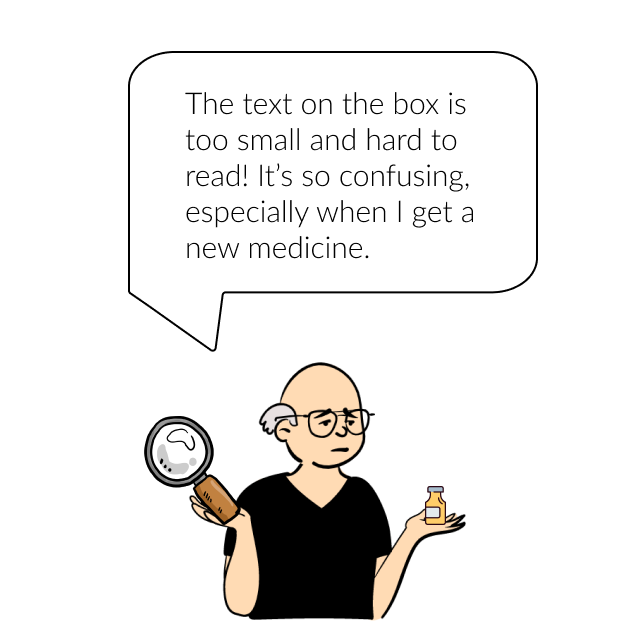 The text on the box is
too small and hard to
read! It’s so confusing,
especially when I get a
new medicine.